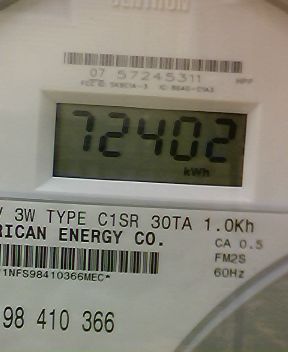 CENTRON
07 57245311
72402
kWh
V 3W TYPE C1SR 30TA 1.0Kh
RICAN ENERGY CO.
CA 0.5
FM2S
60Hz
1NFS98410366MEC*
98 410 366